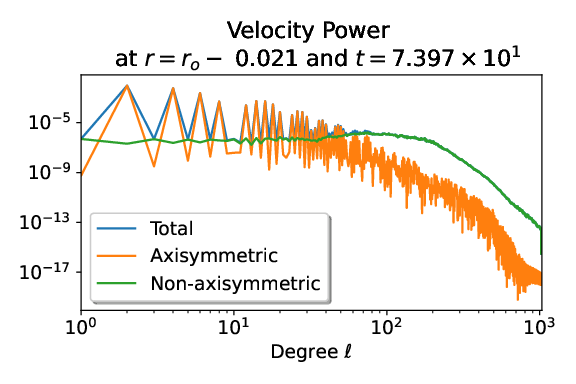 Velocity Power
at r = r_o − 0.021 and t = 7.397 × 10^1
10^-5
10^-9
10^-13
10^-17
Total
Axisymmetric
Non-axisymmetric
10^0 10^1 10^2 10^3
Degree ℓ